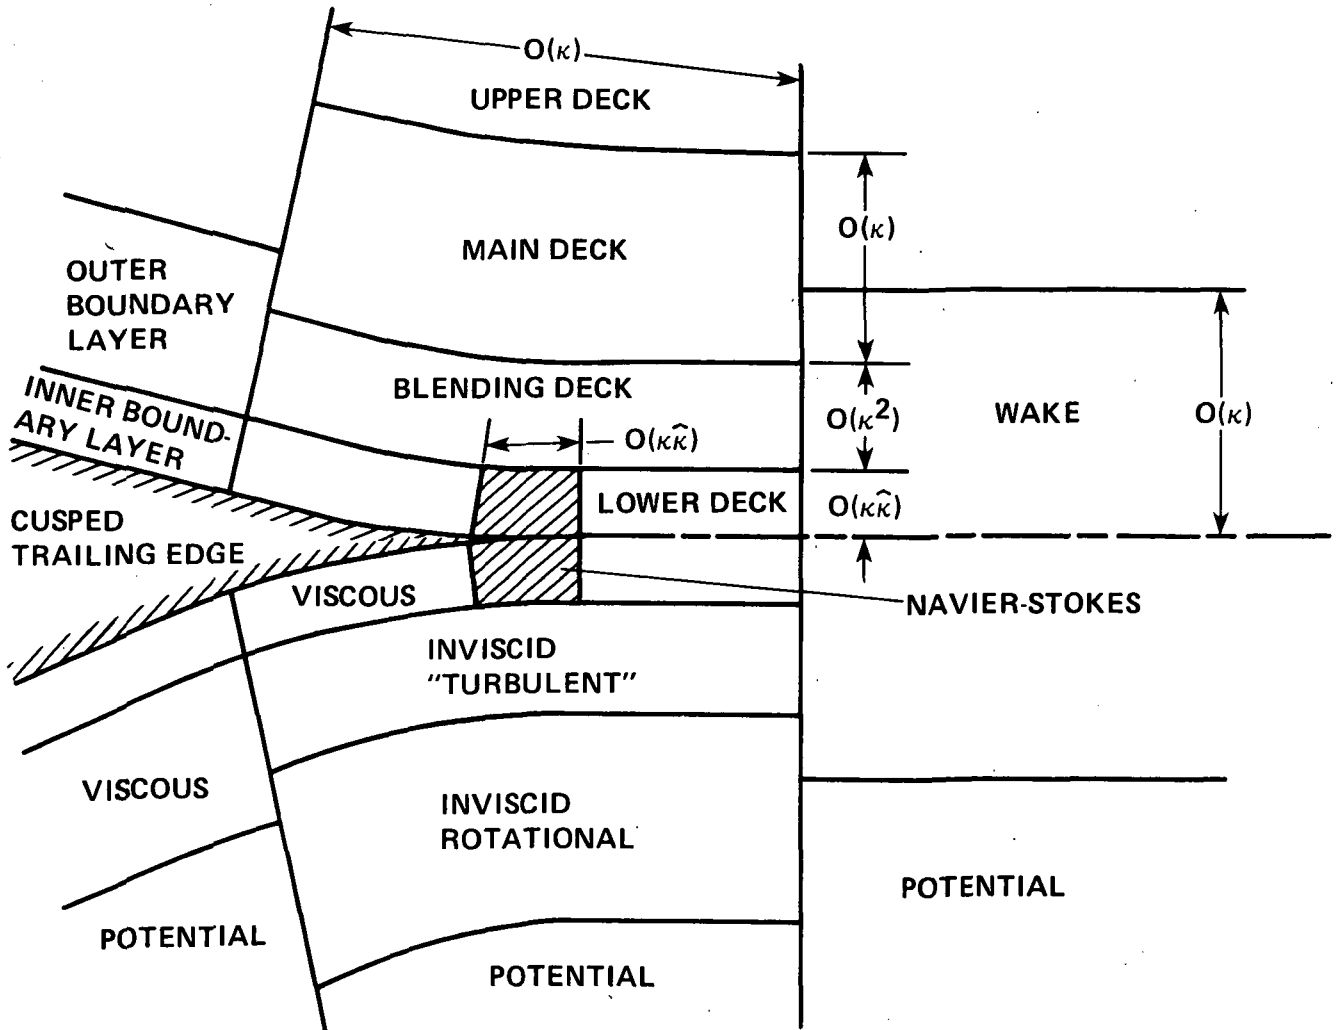 O(κ)
UPPER DECK
MAIN DECK
O(κ)
OUTER
BOUNDARY
LAYER
INNER BOUND-
ARY LAYER
BLENDING DECK
O(κ²)
WAKE
O(κ)
O(κκ̂)
LOWER DECK
O(κκ̂)
CUSPED
TRAILING EDGE
VISCOUS
NAVIER-STOKES
INVISCID
"TURBULENT"
VISCOUS
INVISCID
ROTATIONAL
POTENTIAL
POTENTIAL
POTENTIAL